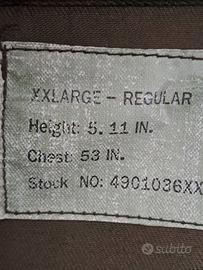 XXLARGE - REGULAR
Height: 5.11 IN.
Chest: 53 IN.
Stock NO: 4901036XX
subito